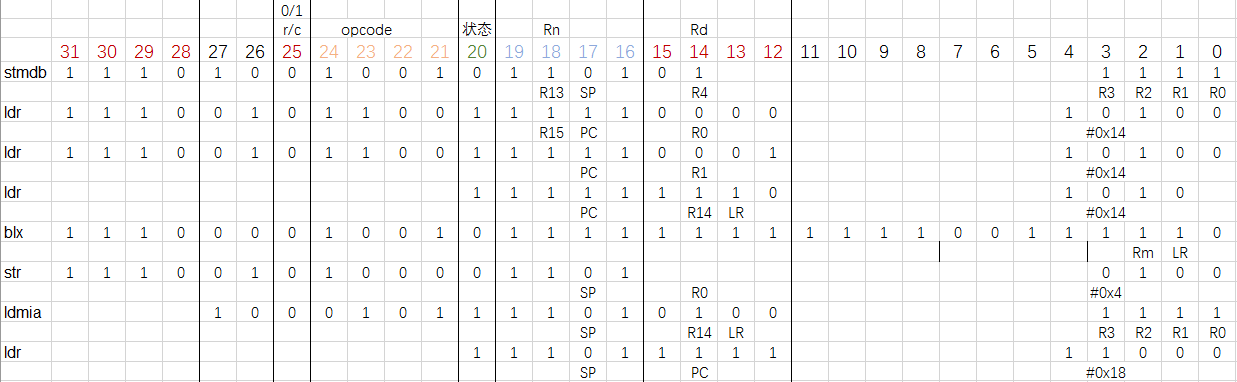 0/1
r/c opcode 状态 Rn Rd
31 30 29 28 27 26 25 24 23 22 21 20 19 18 17 16 15 14 13 12 11 10 9 8 7 6 5 4 3 2 1 0
stmdb 1 1 1 0 1 0 0 1 0 0 1 0 1 1 0 1 0 1 1 1 1 1
R13 SP R4 R3 R2 R1 R0
ldr 1 1 1 0 0 1 0 1 1 0 0 1 1 1 1 1 0 0 0 0 1 0 1 0 0
R15 PC R0 #0x14
ldr 1 1 1 0 0 1 0 1 1 0 0 1 1 1 1 1 0 0 0 1 1 0 1 0 0
PC R1 #0x14
ldr 1 1 1 1 1 1 1 1 0 1 0 1 0
PC R14 LR #0x14
blx 1 1 1 0 0 0 0 1 0 0 1 0 1 1 1 1 1 1 1 1 1 1 1 1 0 0 1 1 1 1 1 0
Rm LR
str 1 1 1 0 0 1 0 1 0 0 0 0 1 1 0 1 0 1 0 0
SP R0 #0x4
ldmia 1 0 0 0 1 0 1 1 1 1 0 1 0 1 0 0 1 1 1 1
SP R14 LR R3 R2 R1 R0
ldr 1 1 1 0 1 1 1 1 1 1 1 0 0 0
SP PC #0x18